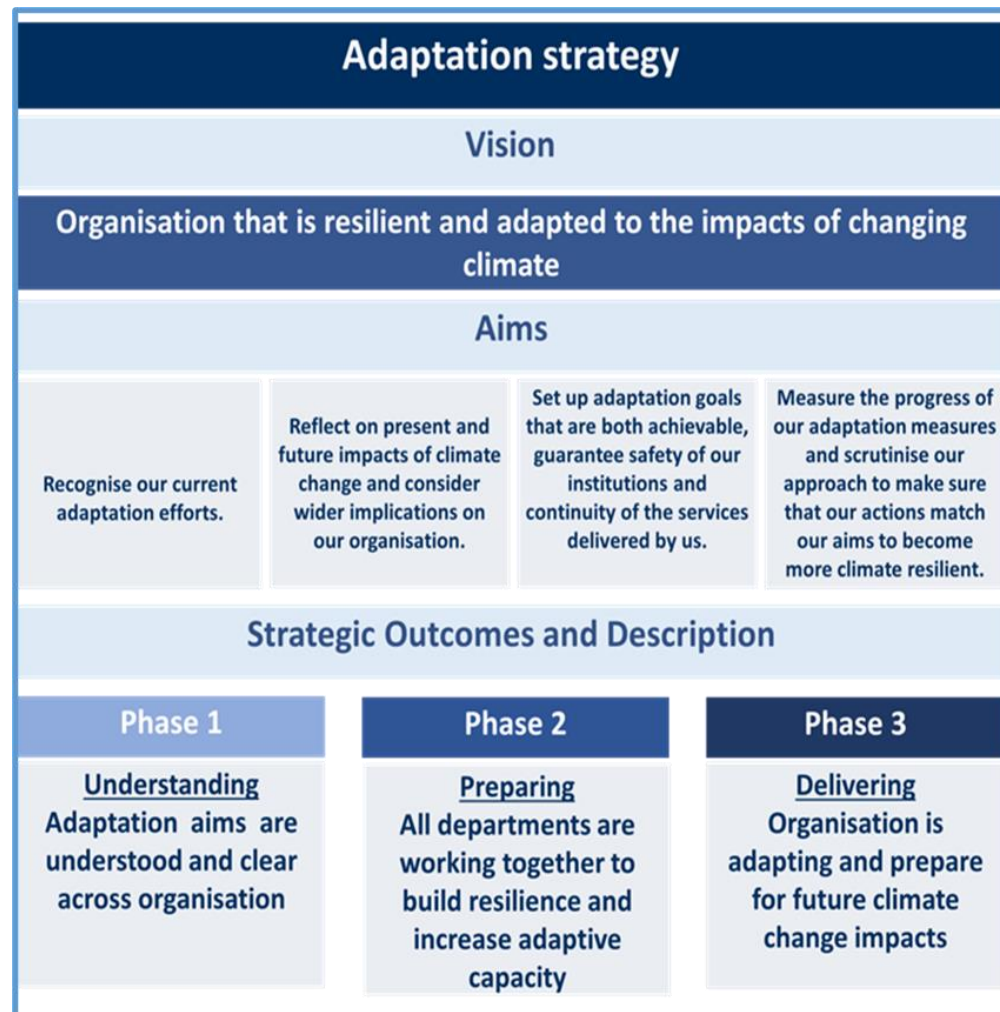 Adaptation strategy
Vision
Organisation that is resilient and adapted to the impacts of changing
climate
Aims
Recognise our current
adaptation efforts.
Reflect on present and
future impacts of climate
change and consider
wider implications on
our organisation.
Set up adaptation goals
that are both achievable,
guarantee safety of our
institutions and
continuity of the services
delivered by us.
Measure the progress of
our adaptation measures
and scrutinise our
approach to make sure
that our actions match
our aims to become
more climate resilient.
Strategic Outcomes and Description
Phase 1
Understanding
Adaptation aims are
understood and clear
across organisation
Phase 2
Preparing
All departments are
working together to
build resilience and
increase adaptive
capacity
Phase 3
Delivering
Organisation is
adapting and prepare
for future climate
change impacts